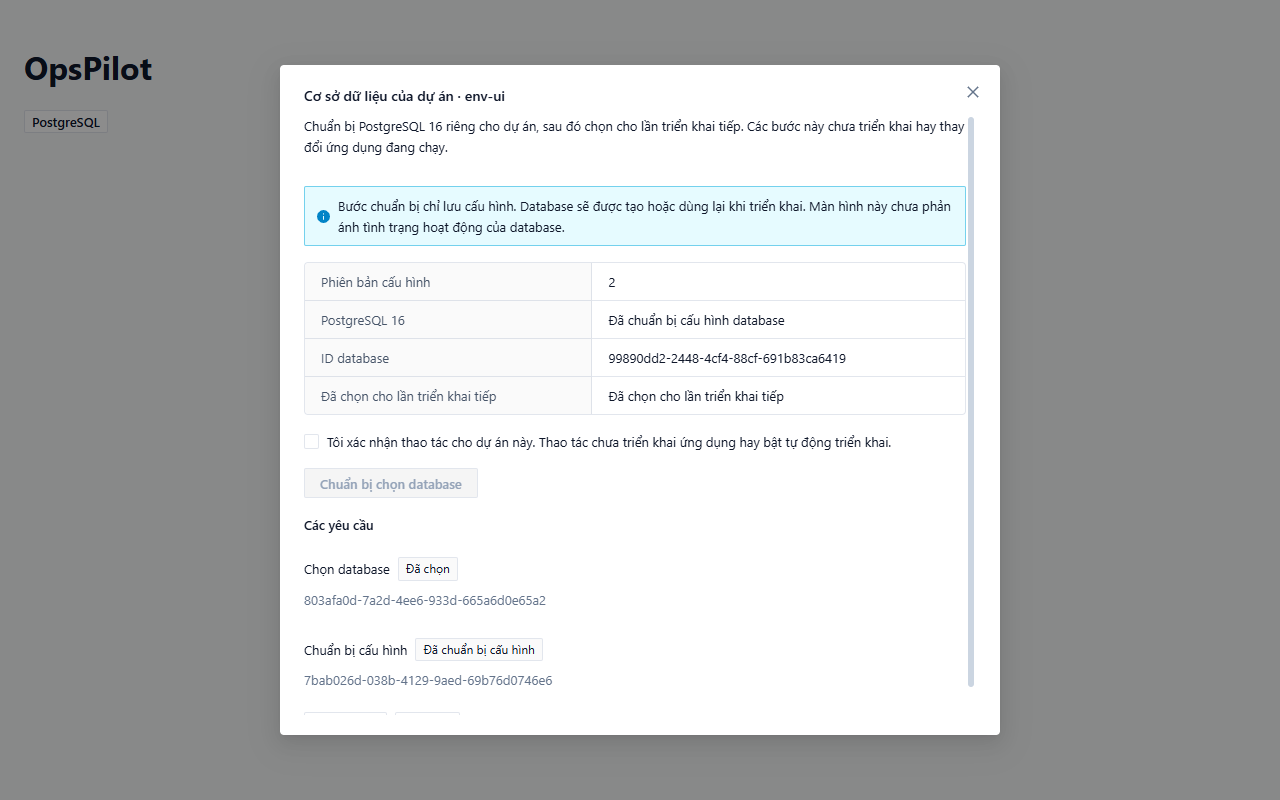 OpsPilot
PostgreSQL
Cơ sở dữ liệu của dự án · env-ui
Chuẩn bị PostgreSQL 16 riêng cho dự án, sau đó chọn cho lần triển khai tiếp. Các bước này chưa triển khai hay thay
đổi ứng dụng đang chạy.
Bước chuẩn bị chỉ lưu cấu hình. Database sẽ được tạo hoặc dùng lại khi triển khai. Màn hình này chưa phản
ánh tình trạng hoạt động của database.
Phiên bản cấu hình 2
PostgreSQL 16 Đã chuẩn bị cấu hình database
ID database 99890dd2-2448-4cf4-88cf-691b83ca6419
Đã chọn cho lần triển khai tiếp Đã chọn cho lần triển khai tiếp
Tôi xác nhận thao tác cho dự án này. Thao tác chưa triển khai ứng dụng hay bật tự động triển khai.
Chuẩn bị chọn database
Các yêu cầu
Chọn database Đã chọn
803afa0d-7a2d-4ee6-933d-665a6d0e65a2
Chuẩn bị cấu hình Đã chuẩn bị cấu hình
7bab026d-038b-4129-9aed-69b76d0746e6